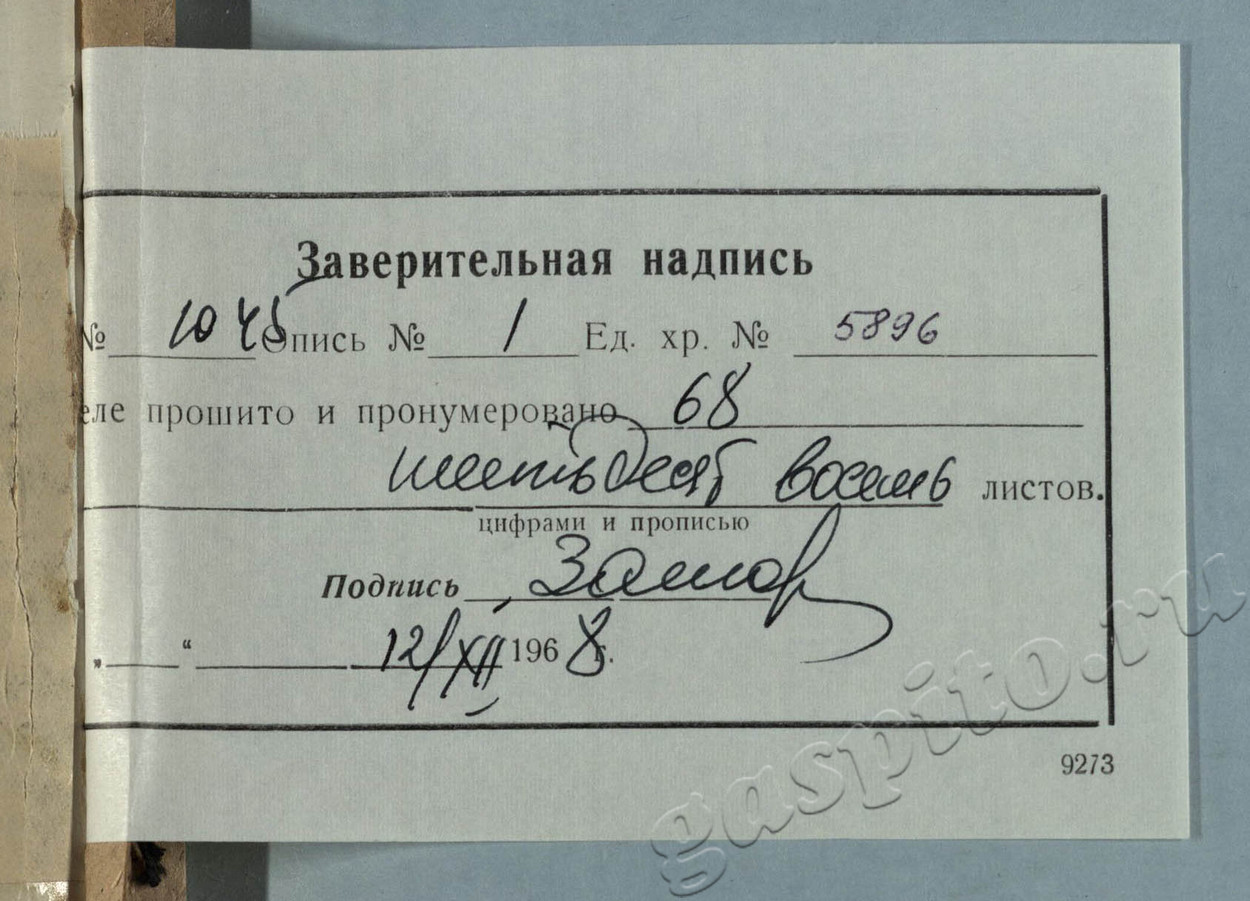 Заверительная надпись
№ 1045 Опись № 1 Ед. хр. № 5896
еле прошито и пронумеровано 68
шестьдесят восемь листов.
цифрами и прописью
Подпись
„ “ 12/XII 1968 г.
9273
gaspito.ru